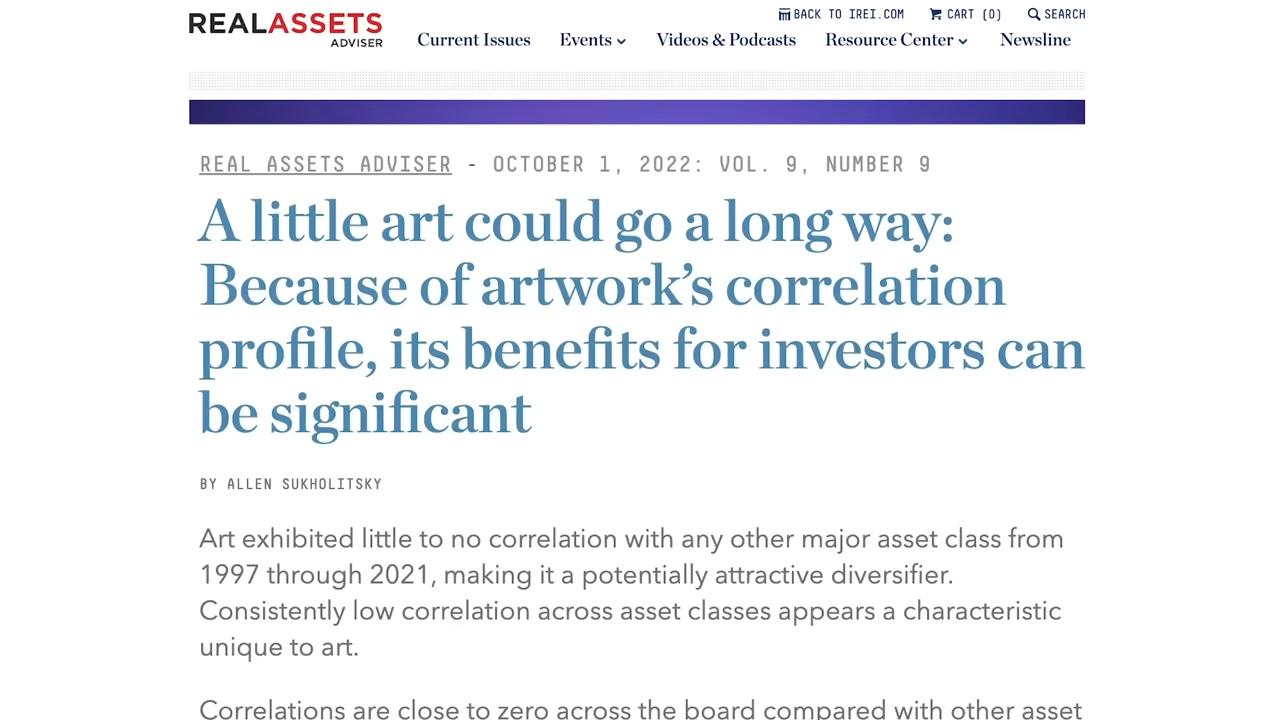 REALASSETS
ADVISER
BACK TO IREI.COM
CART (0)
SEARCH
Current Issues
Events
Videos & Podcasts
Resource Center
Newsline
REAL ASSETS ADVISER - OCTOBER 1, 2022: VOL. 9, NUMBER 9
A little art could go a long way:
Because of artwork’s correlation
profile, its benefits for investors can
be significant
BY ALLEN SUKHOLITSKY
Art exhibited little to no correlation with any other major asset class from
1997 through 2021, making it a potentially attractive diversifier.
Consistently low correlation across asset classes appears a characteristic
unique to art.
Correlations are close to zero across the board compared with other asset